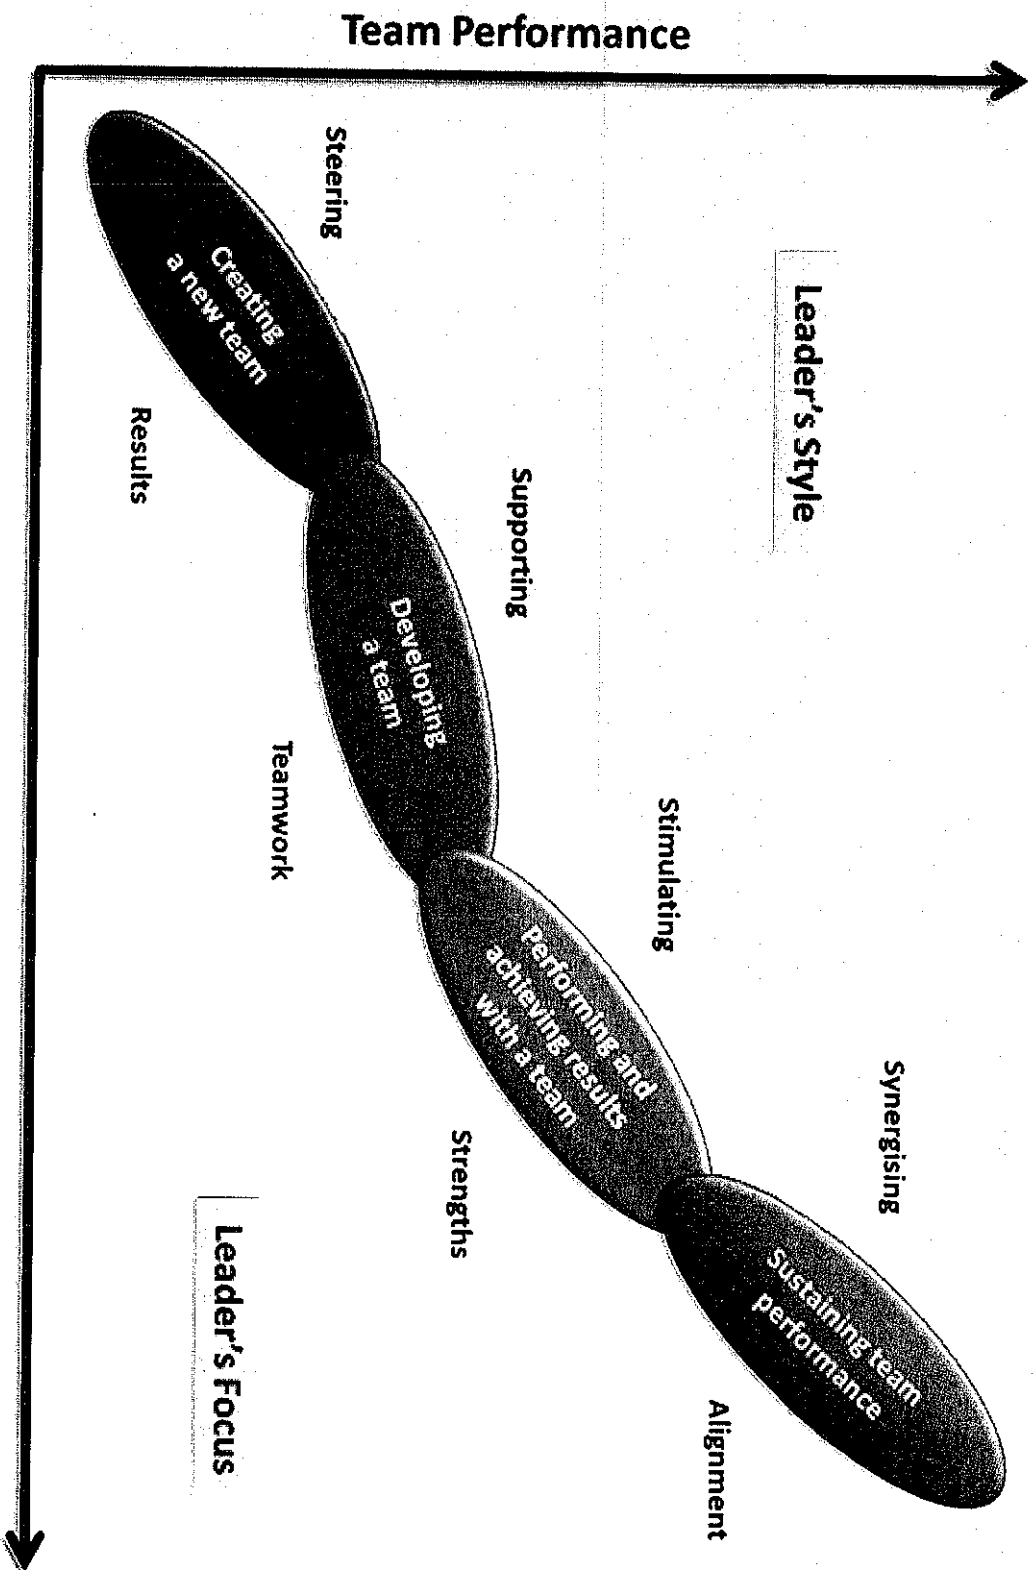 Team Performance
Leader's Style
Steering
Supporting
Stimulating
Synergising
Creating
a new team
Developing
a team
Performing and
achieving results
with a team
Sustaining team
performance
Results
Teamwork
Strengths
Alignment
Leader's Focus